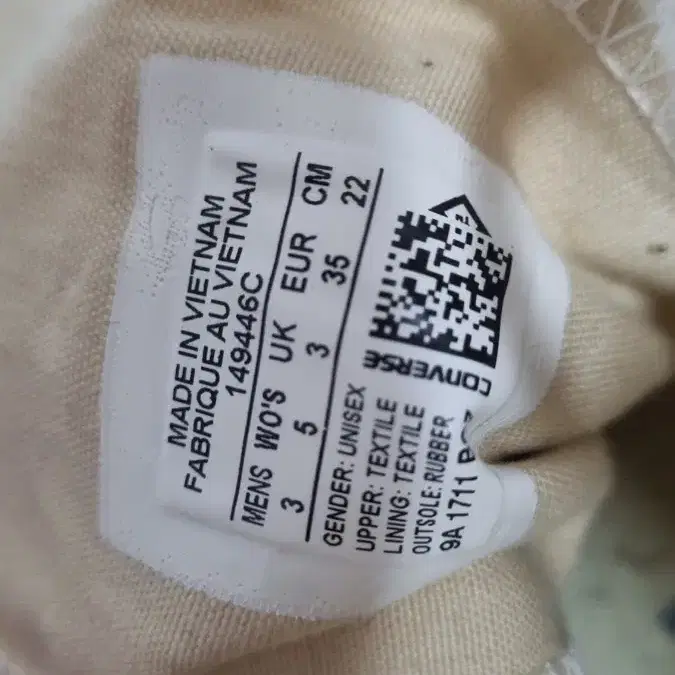 MADE IN VIETNAM
FABRIQUE AU VIETNAM
149446C
MENS WO'S UK EUR CM
3 5 3 35 22
GENDER: UNISEX
UPPER: TEXTILE
LINING: TEXTILE
OUTSOLE: RUBBER
9A 1711
CONVERSE